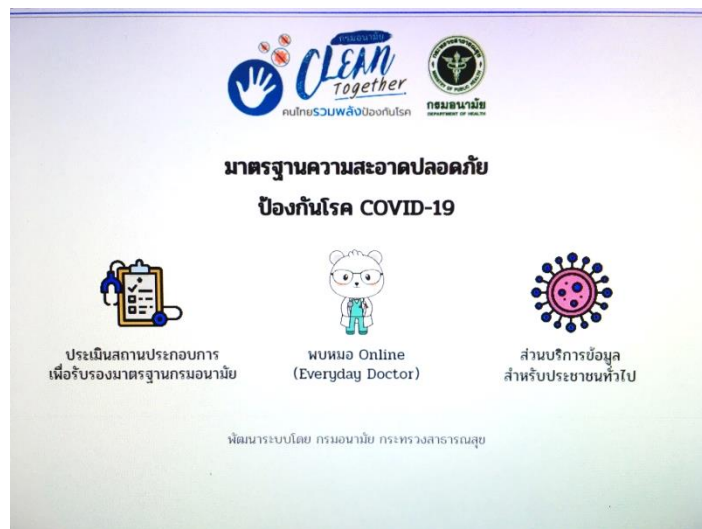 กรมอนามัย
CLEAN
Together
คนไทยรวมพลังป้องกันโรค
กรมอนามัย
DEPARTMENT OF HEALTH
มาตรฐานความสะอาดปลอดภัย
ป้องกันโรค COVID-19
ประเมินสถานประกอบการ
เพื่อรับรองมาตรฐานกรมอนามัย
พบหมอ Online
(Everyday Doctor)
ส่วนบริการข้อมูล
สำหรับประชาชนทั่วไป
พัฒนาระบบโดย กรมอนามัย กระทรวงสาธารณสุข